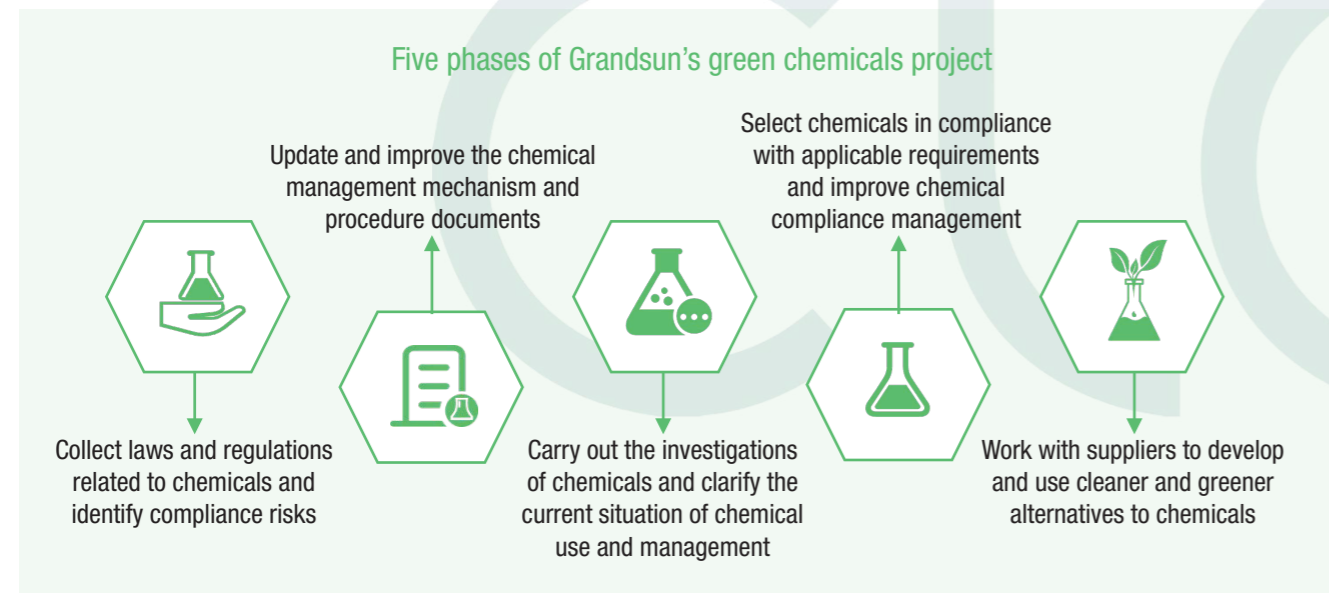 Five phases of Grandsun’s green chemicals project
Collect laws and regulations
related to chemicals and
identify compliance risks
Update and improve the chemical
management mechanism and
procedure documents
Carry out the investigations
of chemicals and clarify the
current situation of chemical
use and management
Select chemicals in compliance
with applicable requirements
and improve chemical
compliance management
Work with suppliers to develop
and use cleaner and greener
alternatives to chemicals